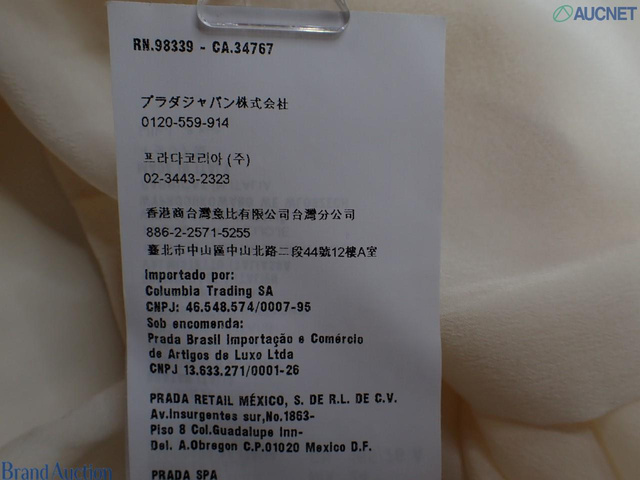 AUCNET
RN.98339 - CA.34767
プラダジャパン株式会社
0120-559-914
프라다코리아 (주)
02-3443-2323
香港商台灣意比有限公司台灣分公司
886-2-2571-5255
臺北市中山區中山北路二段44號12樓A室
Importado por:
Columbia Trading SA
CNPJ: 46.548.574/0007-95
Sob encomenda:
Prada Brasil Importação e Comércio
de Artigos de Luxo Ltda
CNPJ 13.633.271/0001-26
PRADA RETAIL MÉXICO, S. DE R.L. DE C.V.
Av.Insurgentes sur,No.1863-
Piso 8 Col.Guadalupe Inn-
Del. A.Obregon C.P.01020 Mexico D.F.
PRADA SPA
Brand Auction